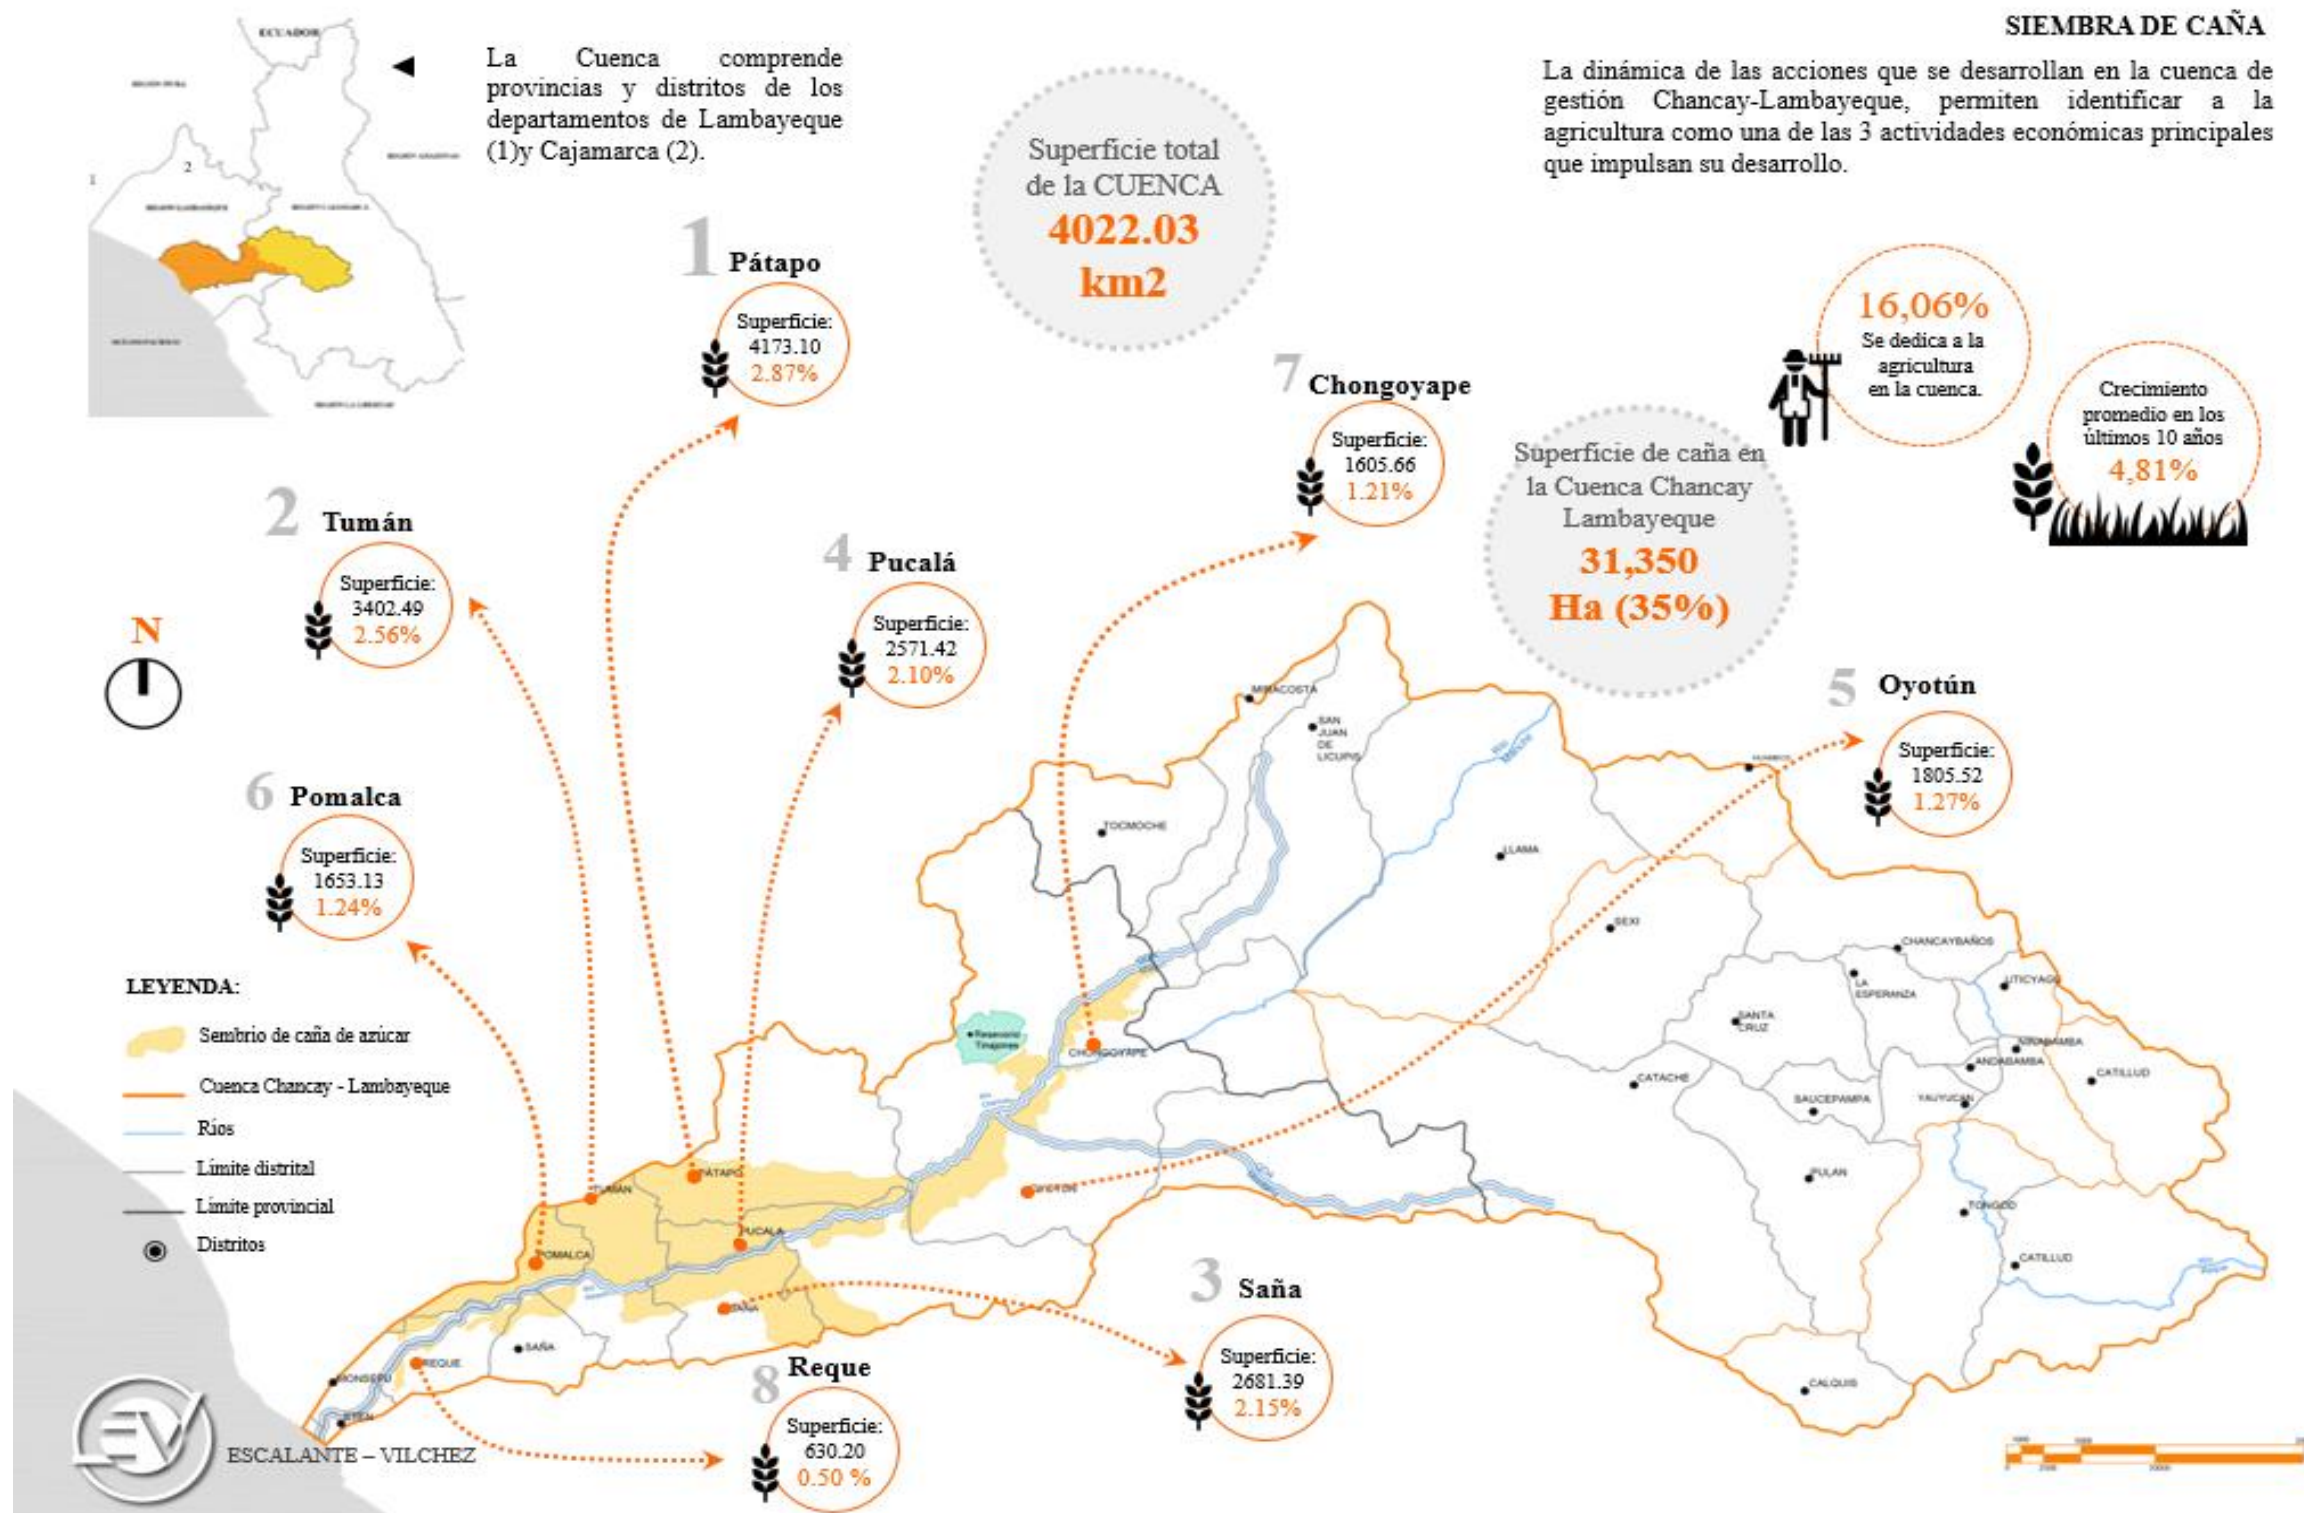 SIEMBRA DE CAÑA
La dinámica de las acciones que se desarrollan en la cuenca de
gestión Chancay-Lambayeque, permiten identificar a la
agricultura como una de las 3 actividades económicas principales
que impulsan su desarrollo.
ECUADOR
La Cuenca comprende
provincias y distritos de los
departamentos de Lambayeque
(1)y Cajamarca (2).
1
2
Superficie total
de la CUENCA
4022.03
km2
16,06%
Se dedica a la
agricultura
en la cuenca.
Crecimiento
promedio en los
últimos 10 años
4,81%
Superficie de caña en
la Cuenca Chancay
Lambayeque
31,350
Ha (35%)
1 Pátapo
Superficie:
4173.10
2.87%
2 Tumán
Superficie:
3402.49
2.56%
4 Pucalá
Superficie:
2571.42
2.10%
7 Chongoyape
Superficie:
1605.66
1.21%
5 Oyotún
Superficie:
1805.52
1.27%
6 Pomalca
Superficie:
1653.13
1.24%
3 Saña
Superficie:
2681.39
2.15%
8 Reque
Superficie:
630.20
0.50 %
N
LEYENDA:
Sembrio de caña de azúcar
Cuenca Chancay - Lambayeque
Ríos
Límite distrital
Límite provincial
Distritos
MIRACOSTA
SAN
JUAN
DE
LICUPIS
TOCMOCHE
LLAMA
SEXI
CHANCAYBAÑOS
UTICYAGU
LA
ESPERANZA
SANTA
CRUZ
NINABAMBA
ANDABAMBA
CATACHE
CATILLUD
SAUCEPAMPA
YAUYUCAN
PULAN
TONGOD
CATILLUD
CALQUIS
Reservorio
Tinajones
CHONGOYAPE
PÁTAPO
TUMAN
PUCALA
POMALCA
SAÑA
REQUE
MONSEFU
ETEN
EV
ESCALANTE – VILCHEZ